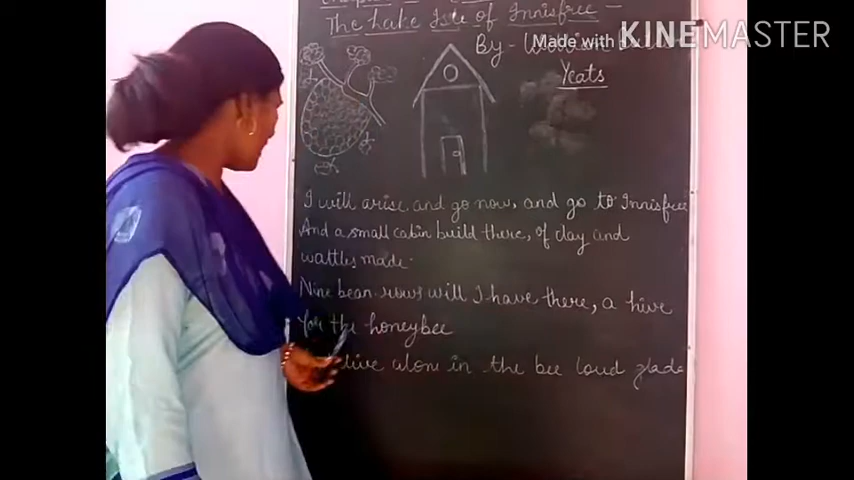 The Lake Isle of Innisfree -
Made with KINEMASTER
By - William
Yeats
I will arise and go now, and go to Innisfree
And a small cabin build there, of clay and
wattles made.
Nine bean-rows will I have there, a hive
for the honeybee
live alone in the bee loud glade